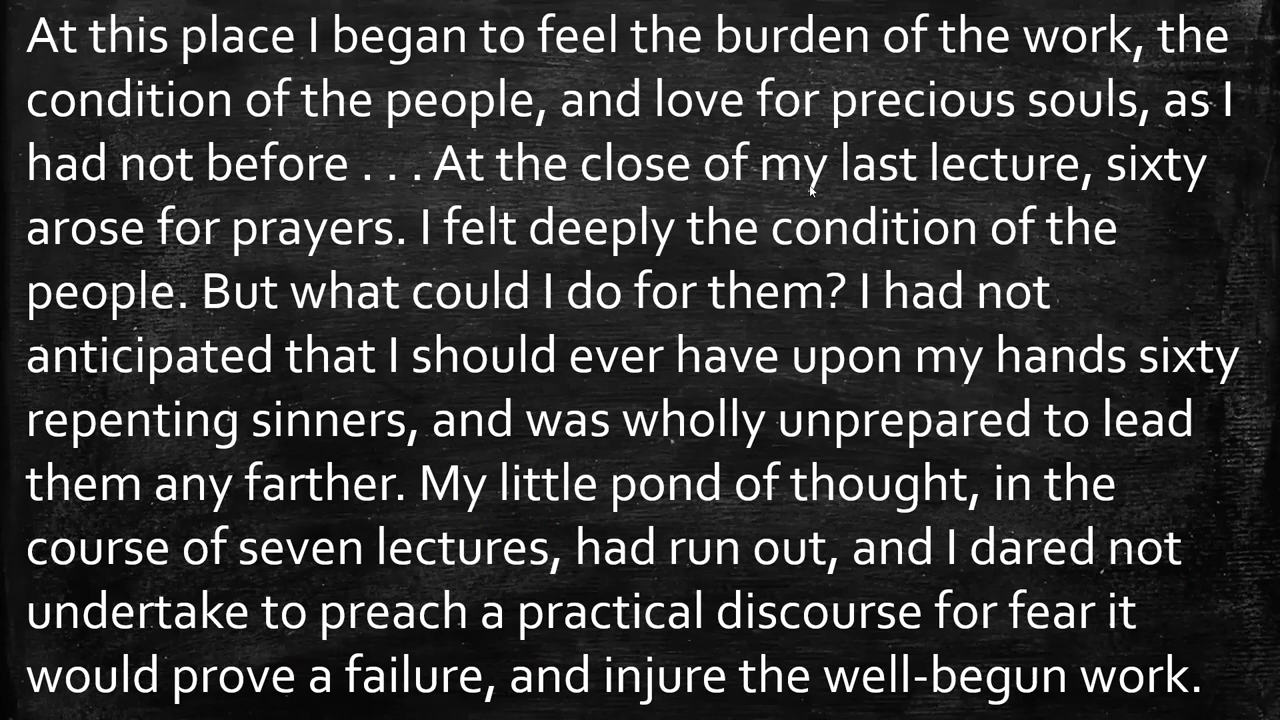 At this place I began to feel the burden of the work, the
condition of the people, and love for precious souls, as I
had not before . . . At the close of my last lecture, sixty
arose for prayers. I felt deeply the condition of the
people. But what could I do for them? I had not
anticipated that I should ever have upon my hands sixty
repenting sinners, and was wholly unprepared to lead
them any farther. My little pond of thought, in the
course of seven lectures, had run out, and I dared not
undertake to preach a practical discourse for fear it
would prove a failure, and injure the well-begun work.